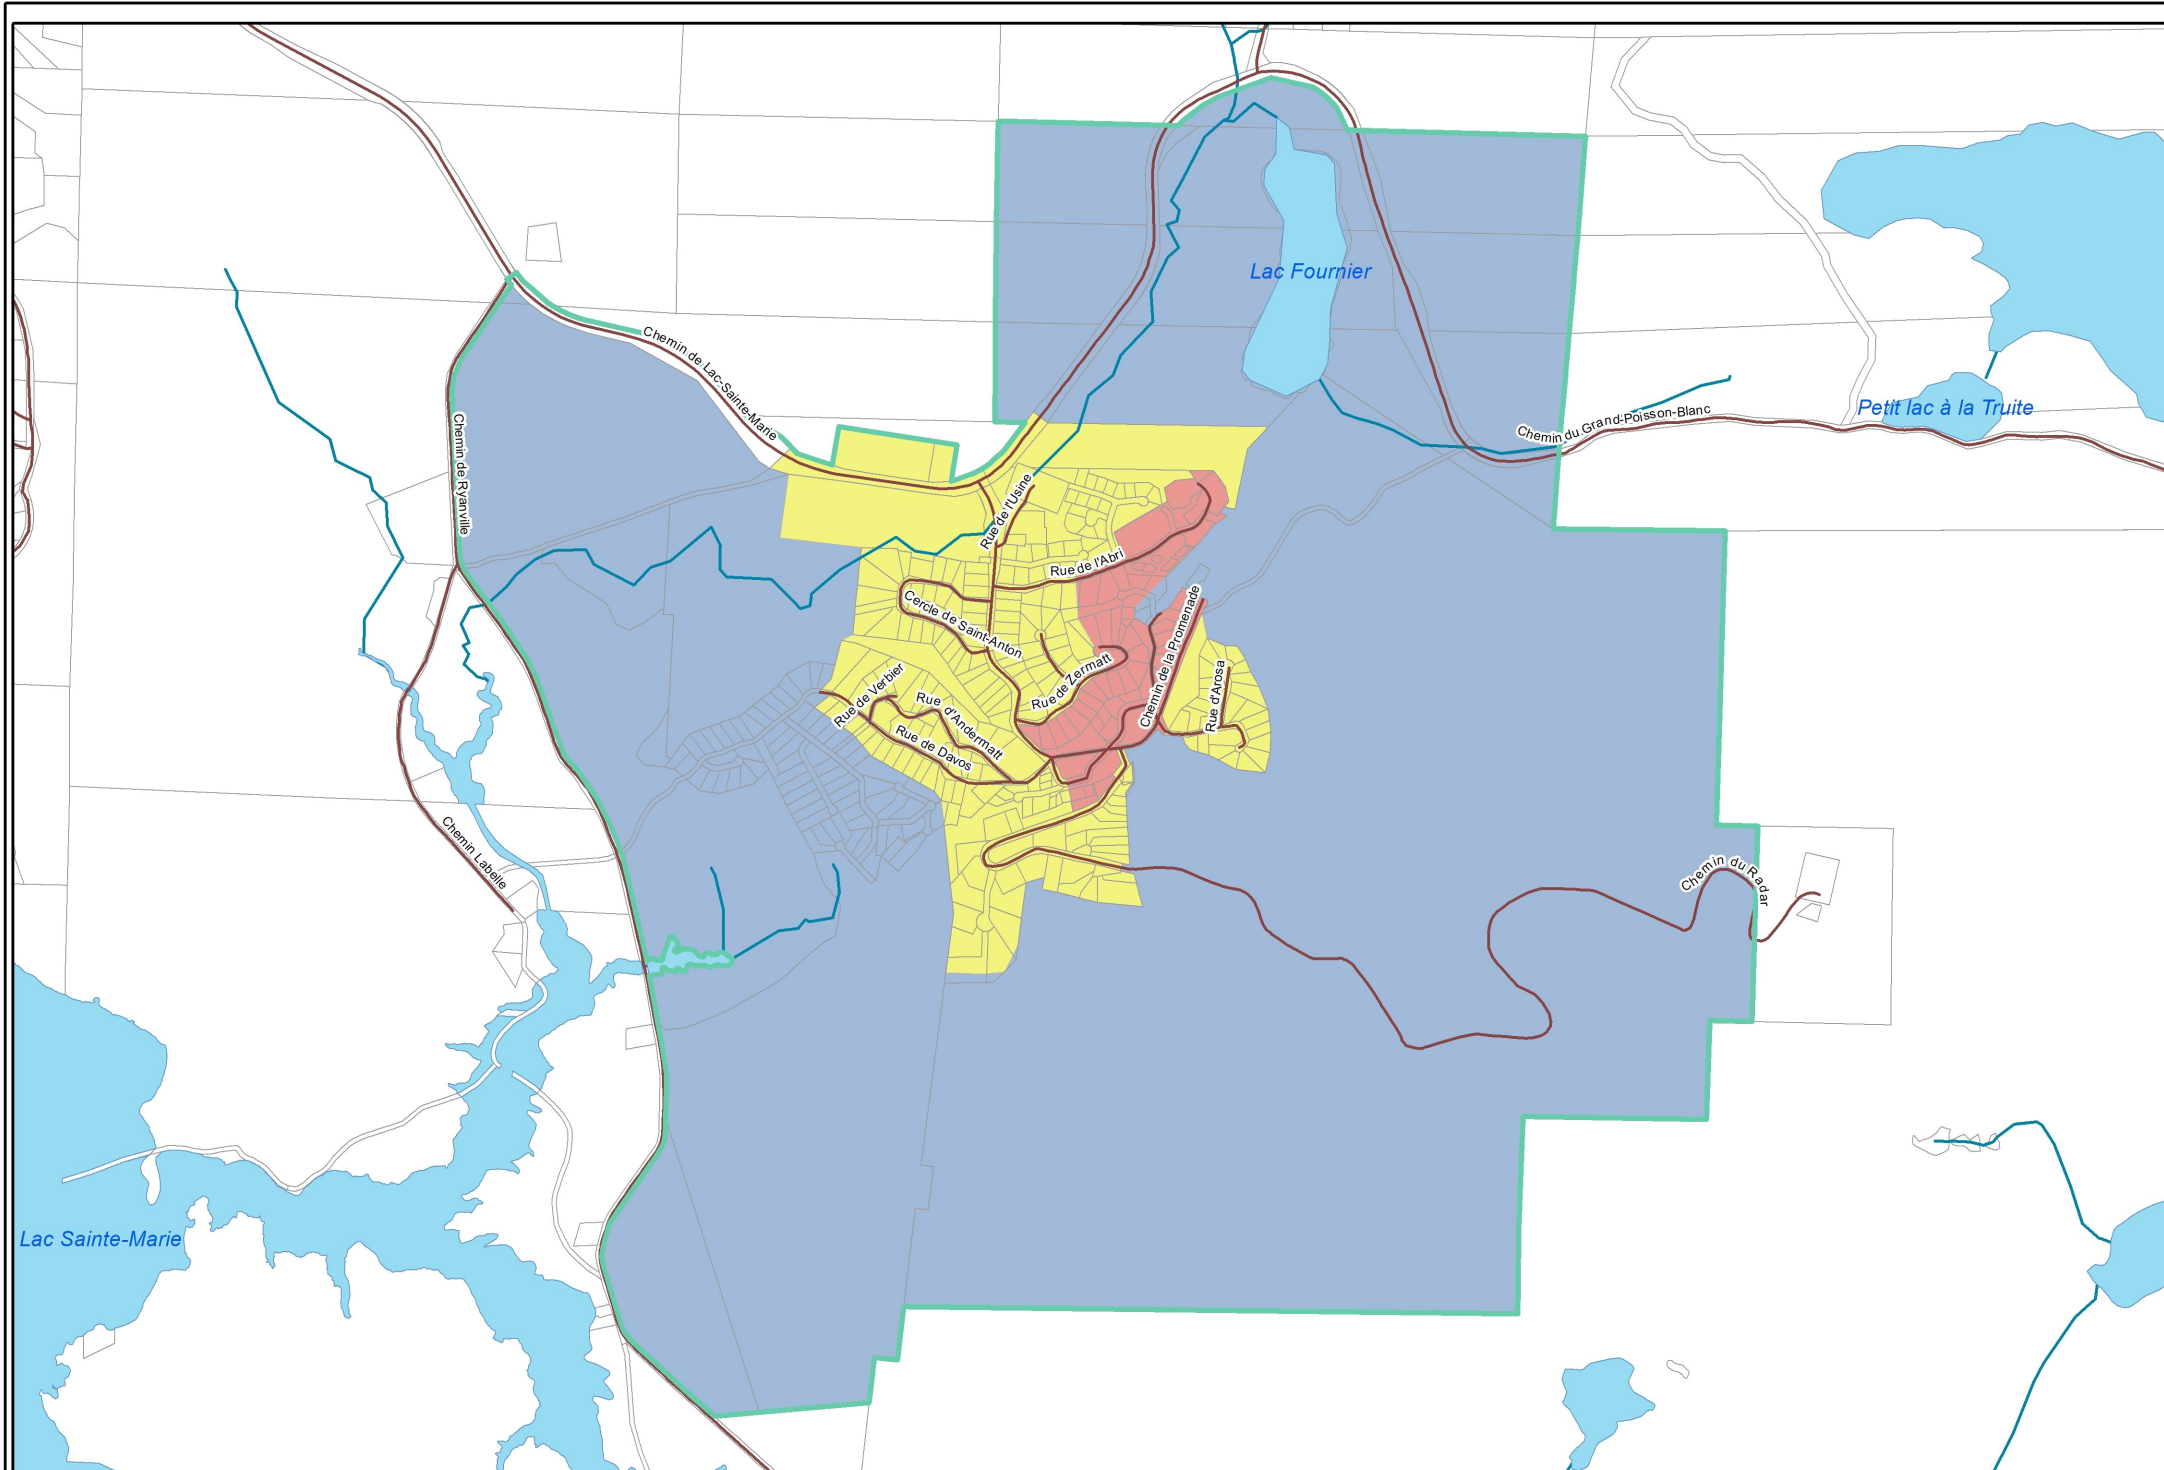 Lac Fournier
Chemin de Lac-Sainte-Marie
Chemin du Grand-Poisson-Blanc
Petit lac à la Truite
Chemin de Ryanville
Rue de l'Usine
Rue de l'Abri
Cercle de Saint-Anton
Chemin de la Promenade
Rue de Zermatt
Rue d'Arosa
Rue de Verbier
Rue d'Andermatt
Rue de Davos
Chemin Labelle
Chemin du Radar
Lac Sainte-Marie